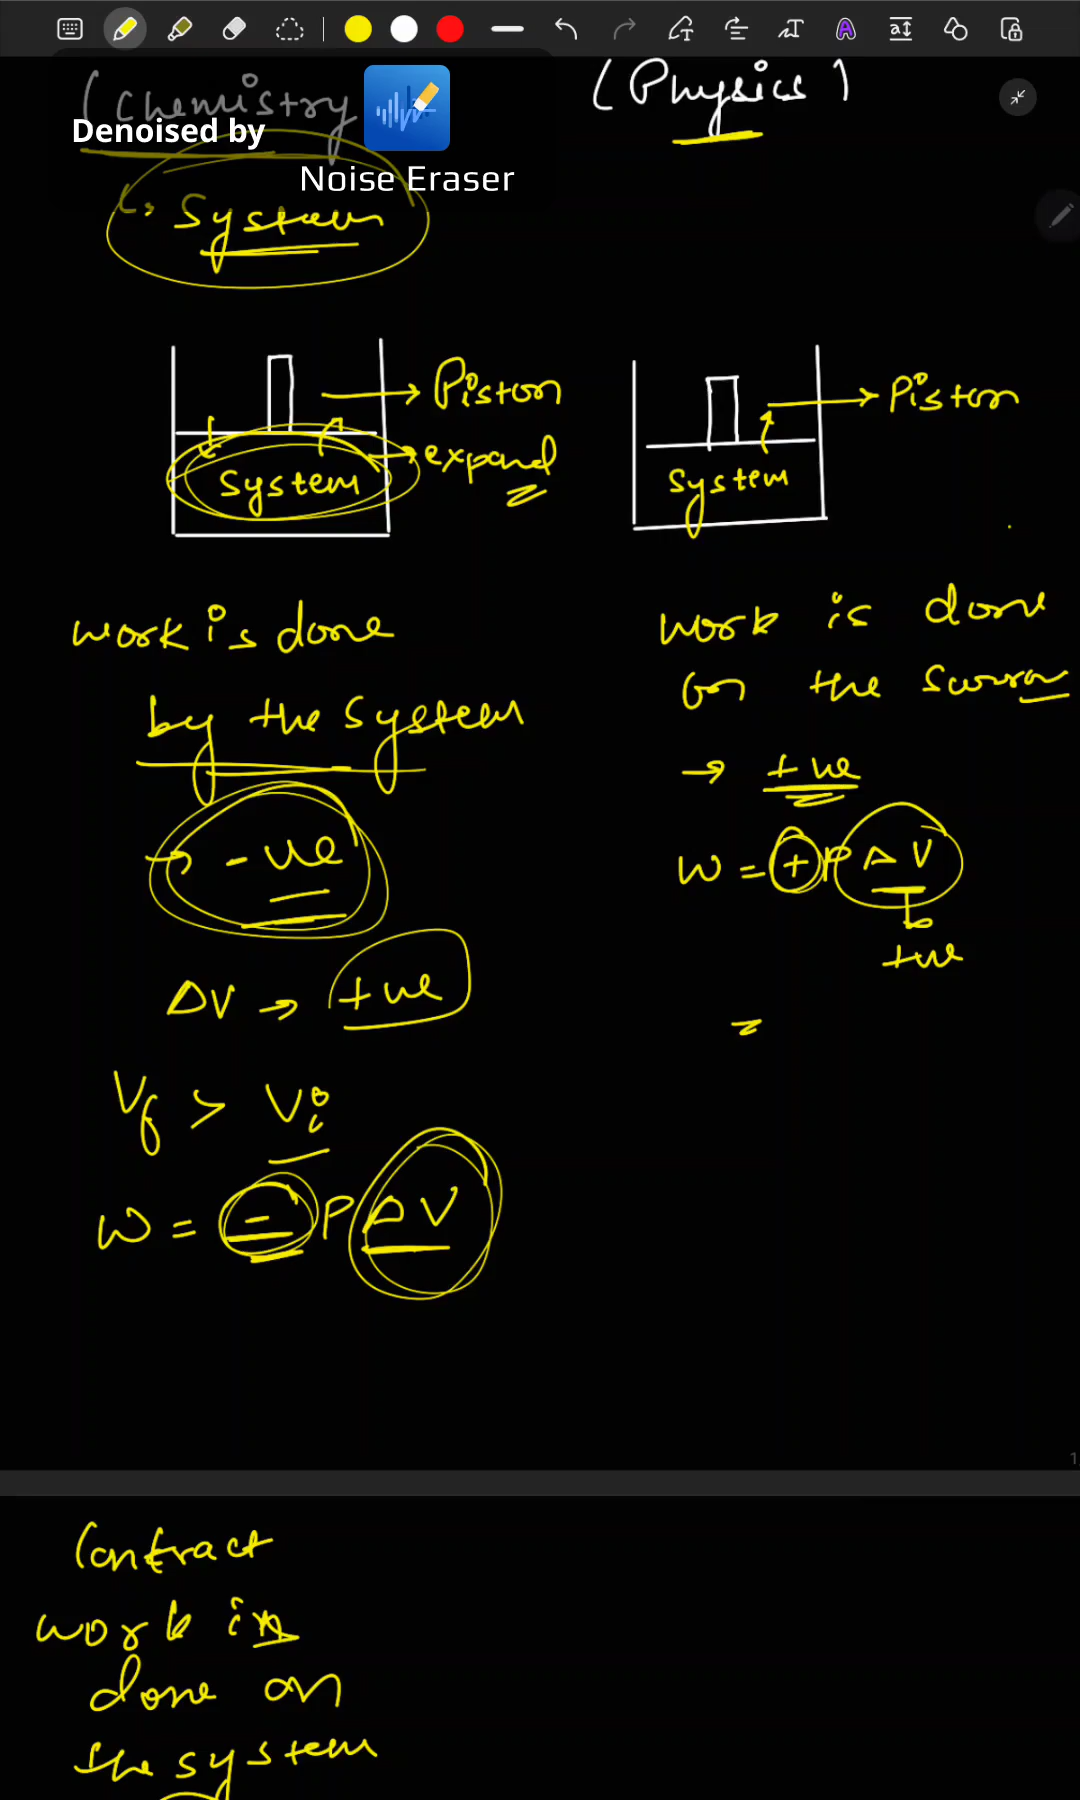 (Chemistry
(Physics)
Denoised by
Noise Eraser
System
Piston
expand
System
Piston
System
work is done
by the system
→ -ve
ΔV → +ve
Vf > Vi
W = - PΔV
work is done
on the
→ +ve
W = + PΔV
+ve
=
Contract
work is
done on
the system